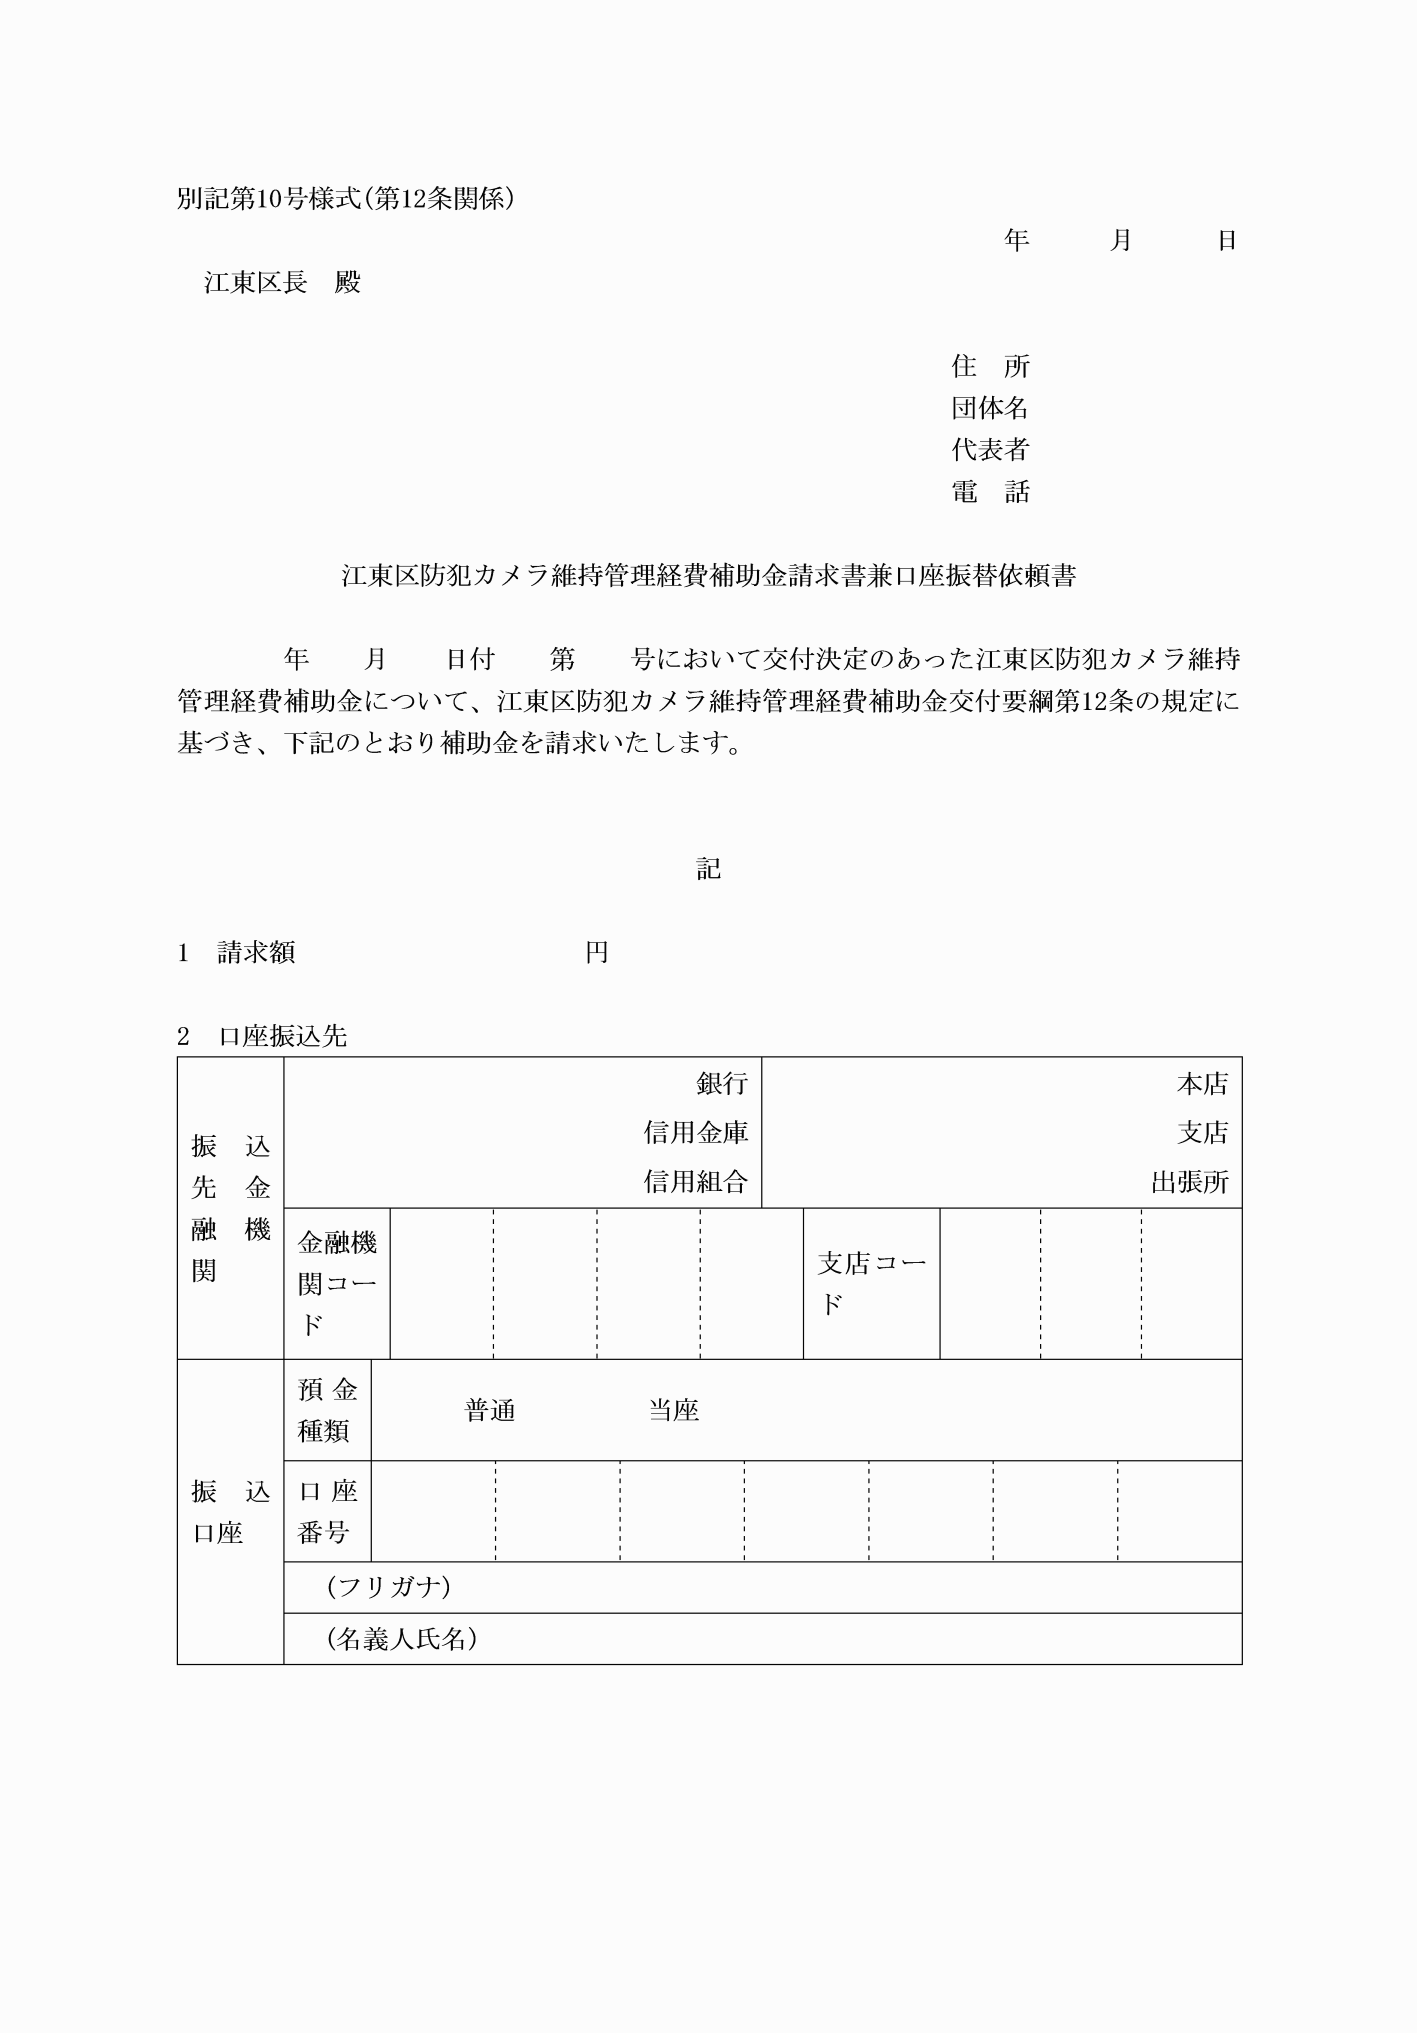 別記第10号様式（第12条関係）
年　　　月　　　日
江東区長　殿
住　所
団体名
代表者
電　話
江東区防犯カメラ維持管理経費補助金請求書兼口座振替依頼書
年　　月　　日付　　第　　号において交付決定のあった江東区防犯カメラ維持
管理経費補助金について、江東区防犯カメラ維持管理経費補助金交付要綱第12条の規定に
基づき、下記のとおり補助金を請求いたします。
記
1　請求額　　　　　　　　　　　円
2　口座振込先
振　込
先　金
融　機
関
銀行
信用金庫
信用組合
本店
支店
出張所
金融機
関コー
ド
支店コー
ド
振　込
口座
預 金
種類
普通　　　　　当座
口 座
番号
（フリガナ）
（名義人氏名）